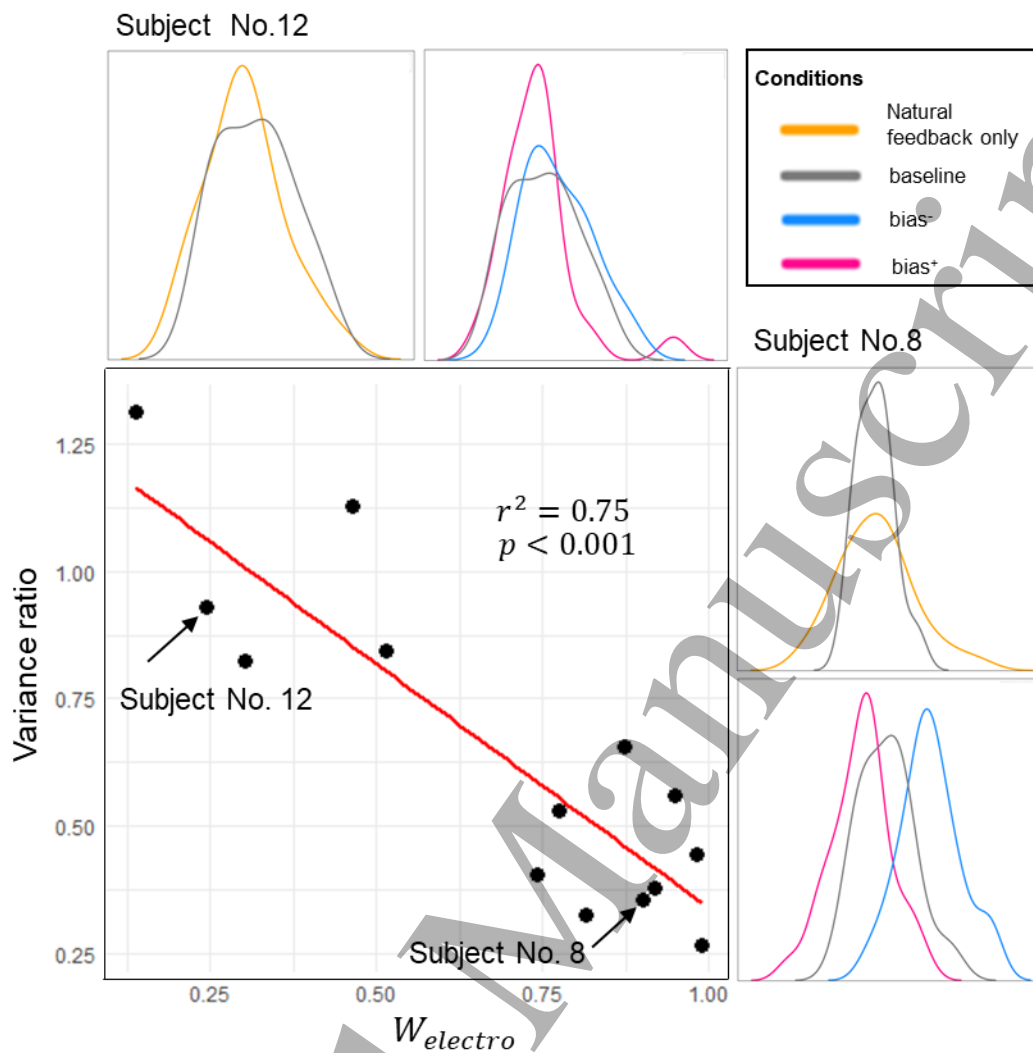 Subject No.12
Conditions
Natural
feedback only
baseline
bias⁻
bias⁺
Subject No.8
1.25
1.00
0.75
0.50
0.25
Variance ratio
r² = 0.75
p < 0.001
Subject No. 12
Subject No. 8
0.25
0.50
0.75
1.00
W_electro
Manuscri